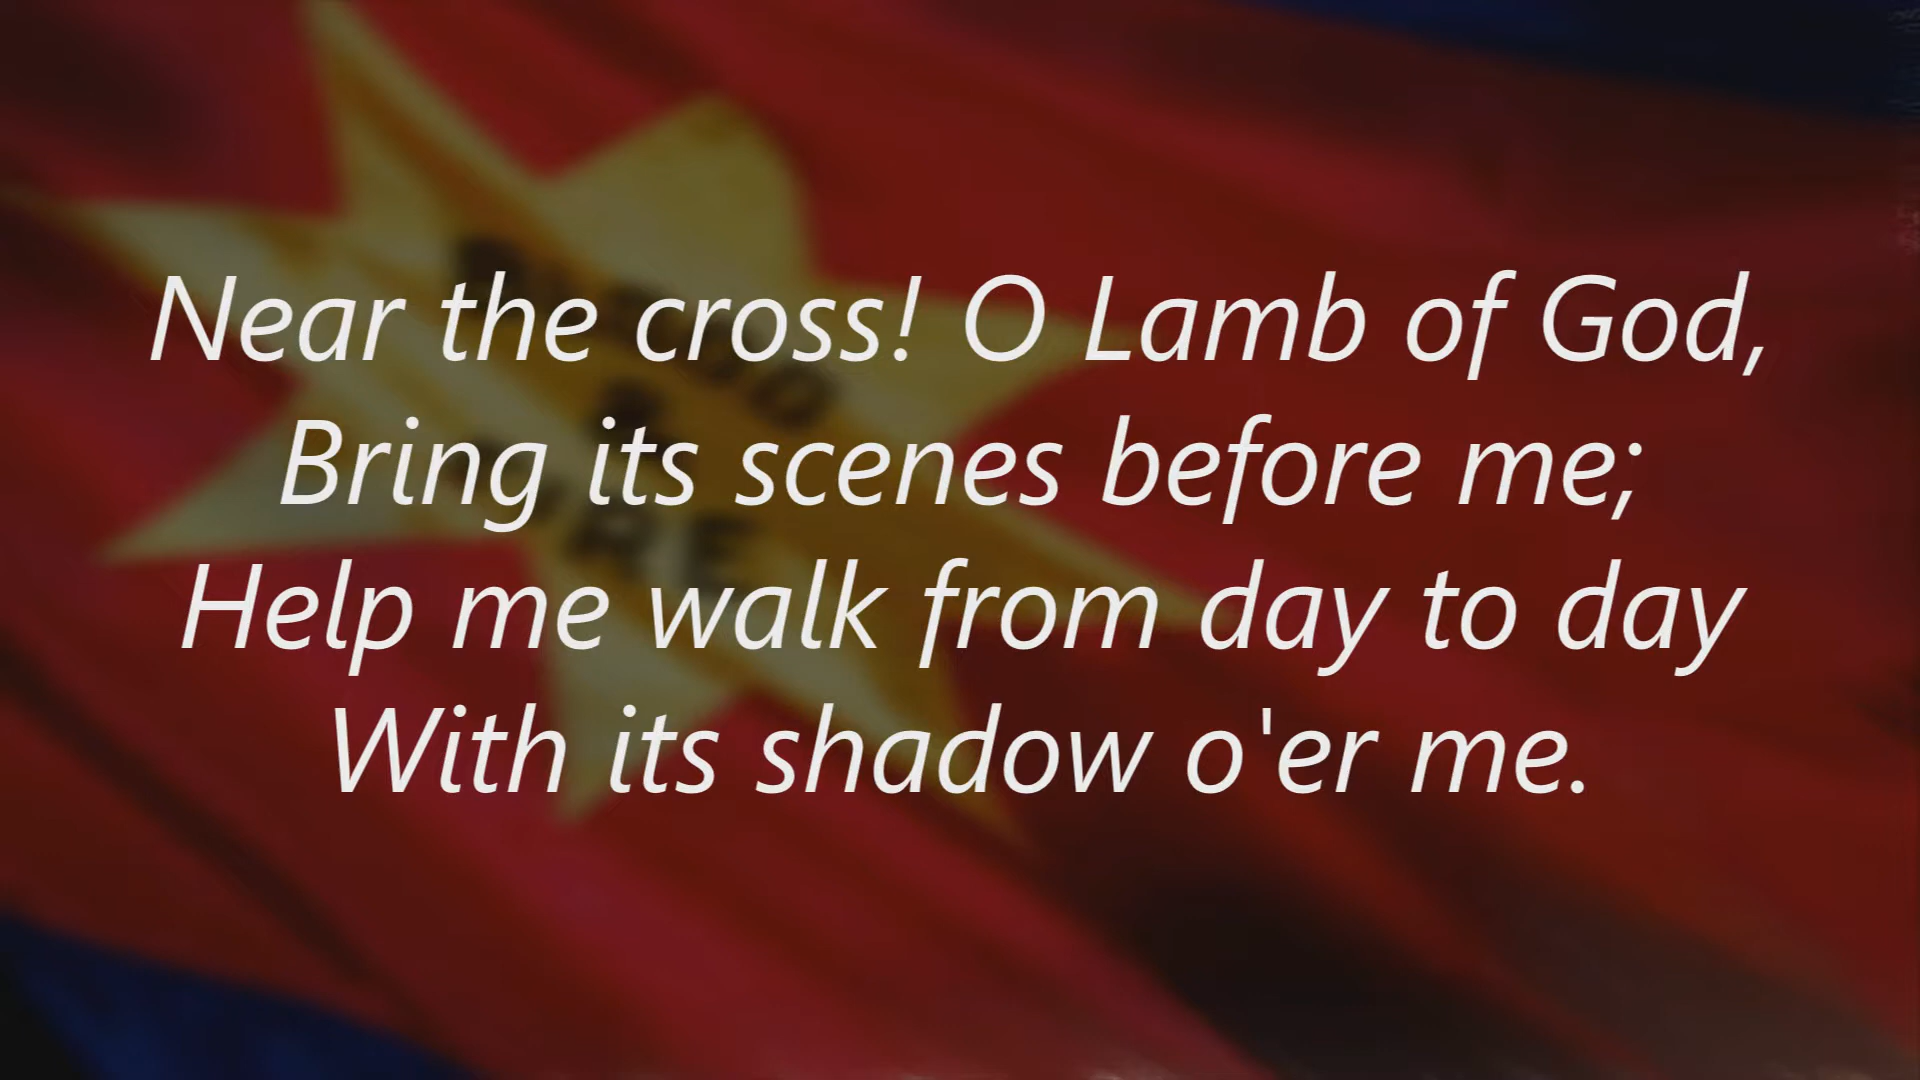 Near the cross! O Lamb of God,
Bring its scenes before me;
Help me walk from day to day
With its shadow o'er me.